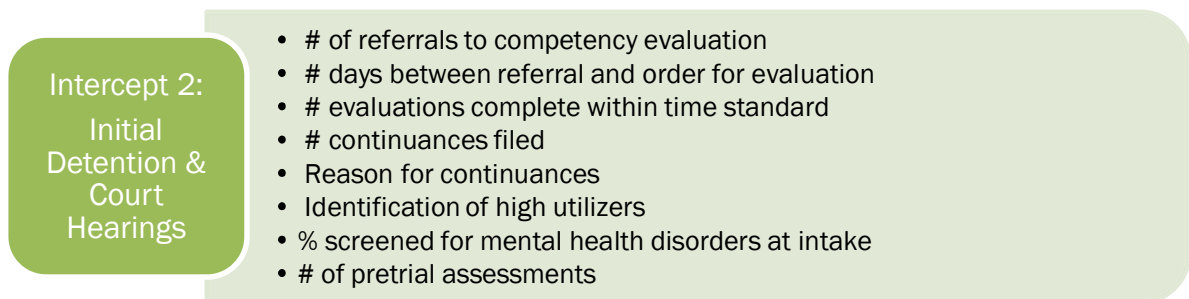 Intercept 2:
Initial
Detention &
Court
Hearings
• # of referrals to competency evaluation
• # days between referral and order for evaluation
• # evaluations complete within time standard
• # continuances filed
• Reason for continuances
• Identification of high utilizers
• % screened for mental health disorders at intake
• # of pretrial assessments